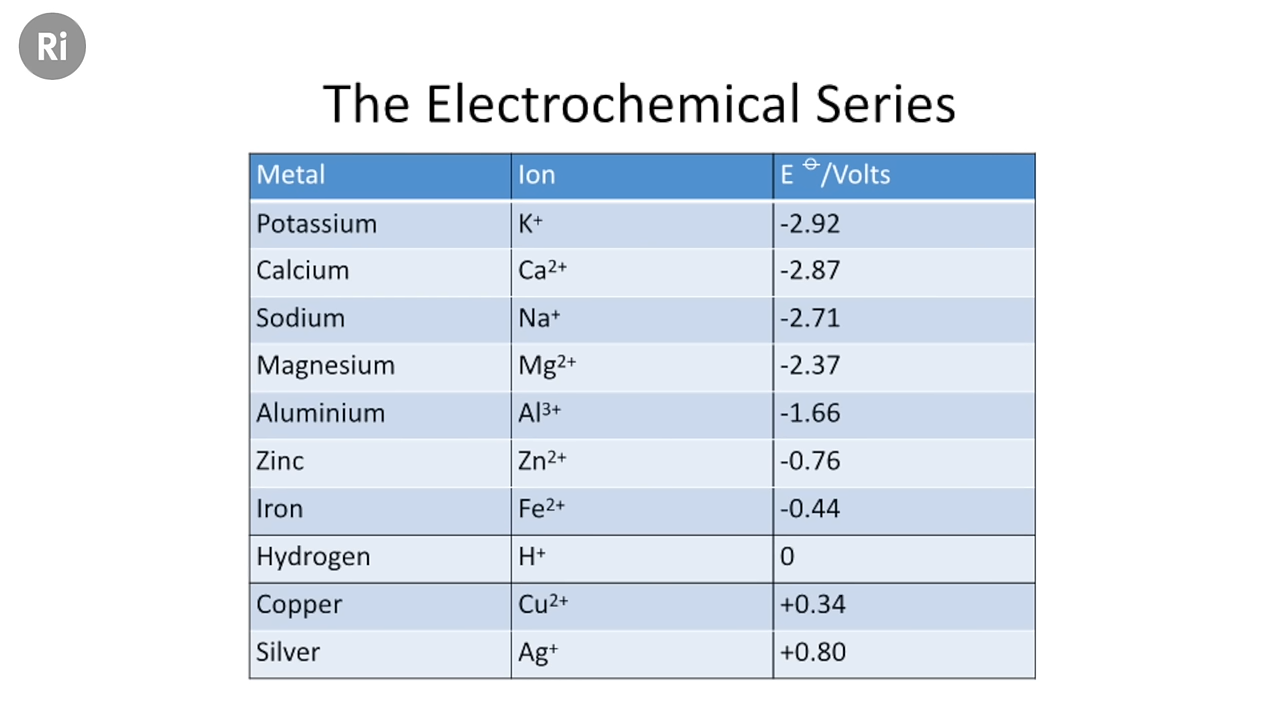 Ri
The Electrochemical Series
Metal Ion E ⦵/Volts
Potassium K⁺ -2.92
Calcium Ca²⁺ -2.87
Sodium Na⁺ -2.71
Magnesium Mg²⁺ -2.37
Aluminium Al³⁺ -1.66
Zinc Zn²⁺ -0.76
Iron Fe²⁺ -0.44
Hydrogen H⁺ 0
Copper Cu²⁺ +0.34
Silver Ag⁺ +0.80